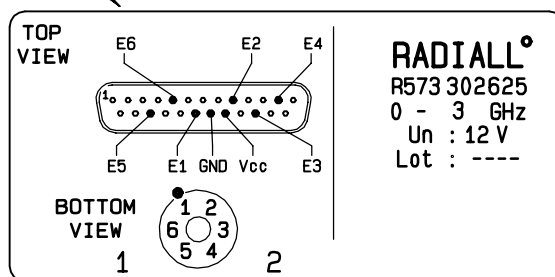 TOP
VIEW
E6 E2 E4
1
E5 E1 GND Vcc E3
BOTTOM
VIEW
1 2
6 3
5 4
1 2
RADIALL°
R573 302625
0 - 3 GHz
Un : 12 V
Lot : ----